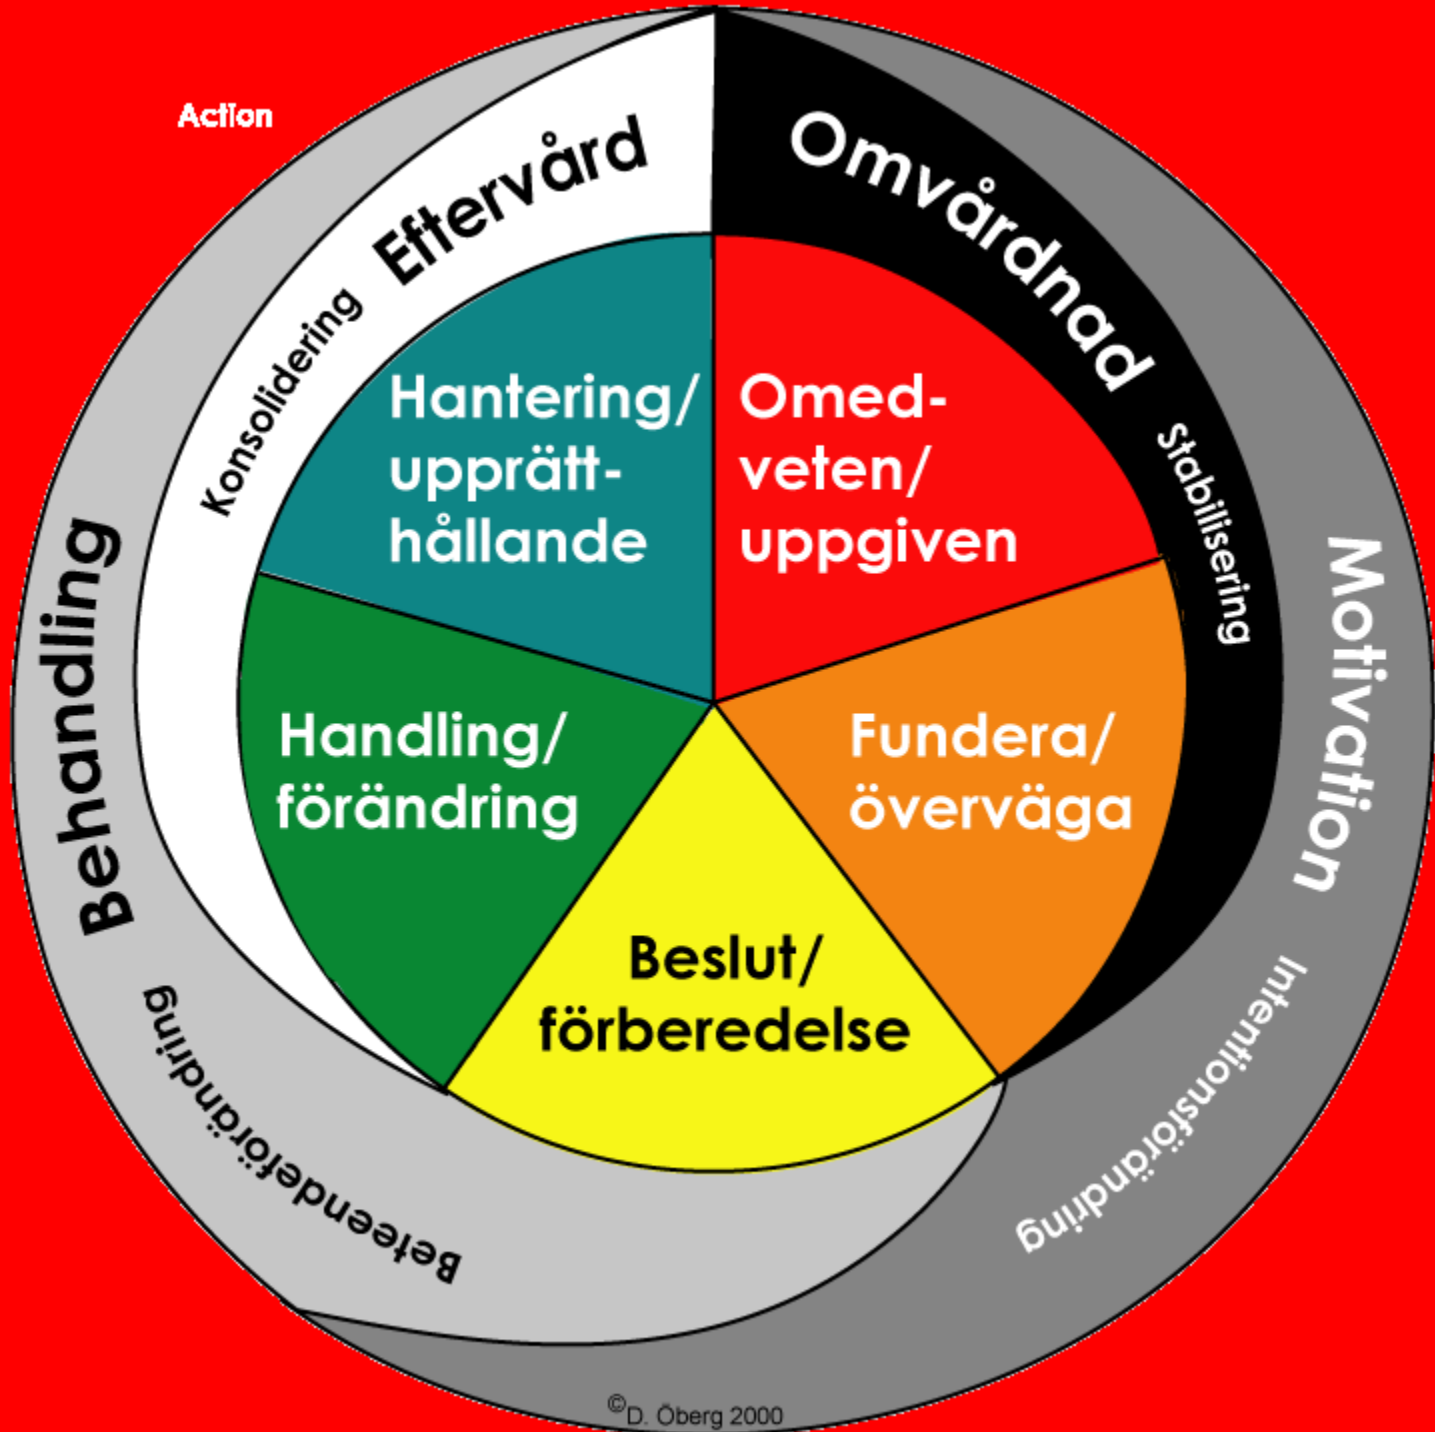 Action
Eftervård
Omvårdnad
Konsolidering
Stabilisering
Hantering/
upprätt-
hållande
Omed-
veten/
uppgiven
Behandling
Motivation
Handling/
förändring
Fundera/
överväga
Beslut/
förberedelse
Beteendeförändring
Intentionsförändring
©D. Öberg 2000